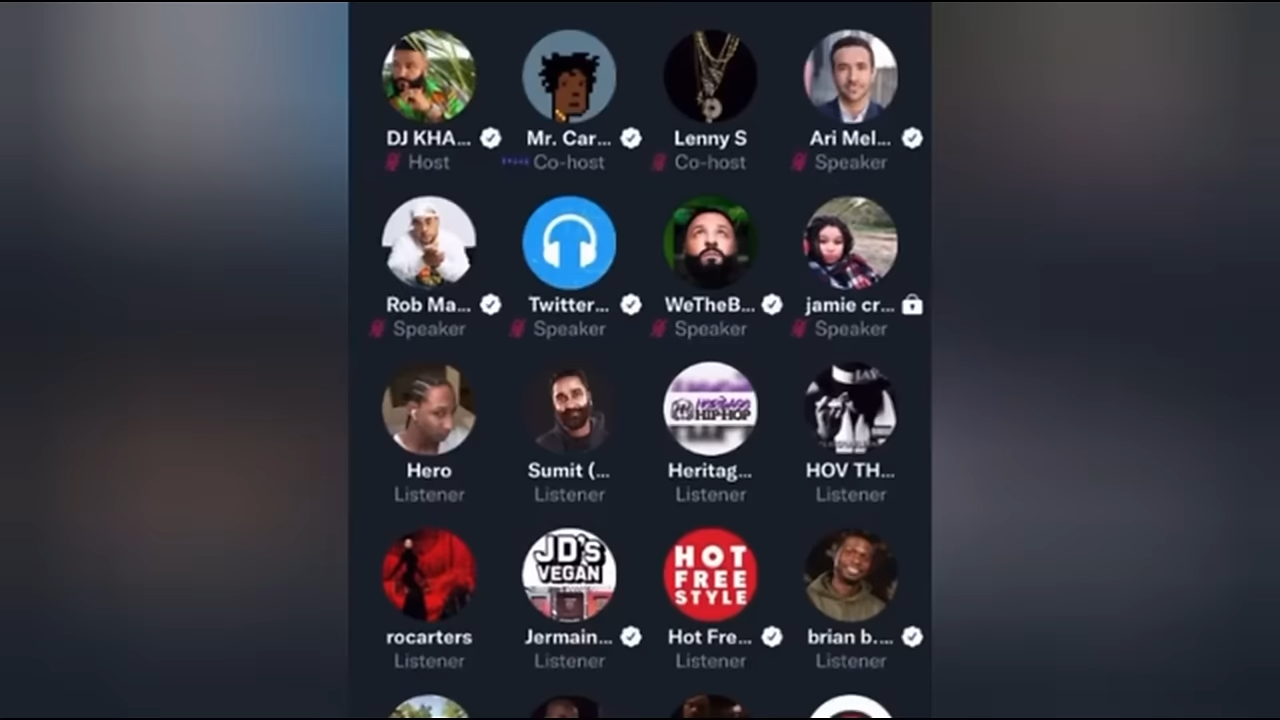 DJ KHA... Mr. Car... Lenny S Ari Mel...
Host Co-host Co-host Speaker
Rob Ma... Twitter... WeTheB... jamie cr...
Speaker Speaker Speaker Speaker
HIP-HOP
JAY
Hero Sumit (... Heritag... HOV TH...
Listener Listener Listener Listener
JD's
VEGAN
HOT
FREE
STYLE
rocarters Jermain... Hot Fre... brian b....
Listener Listener Listener Listener